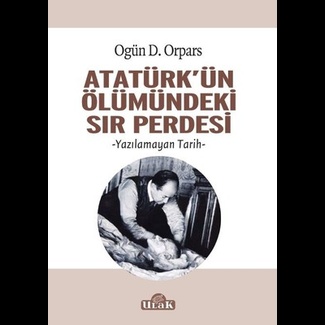 Ogün D. Orpars
ATATÜRK'ÜN
ÖLÜMÜNDEKİ
SIR PERDESİ
-Yazılamayan Tarih-
ULAK